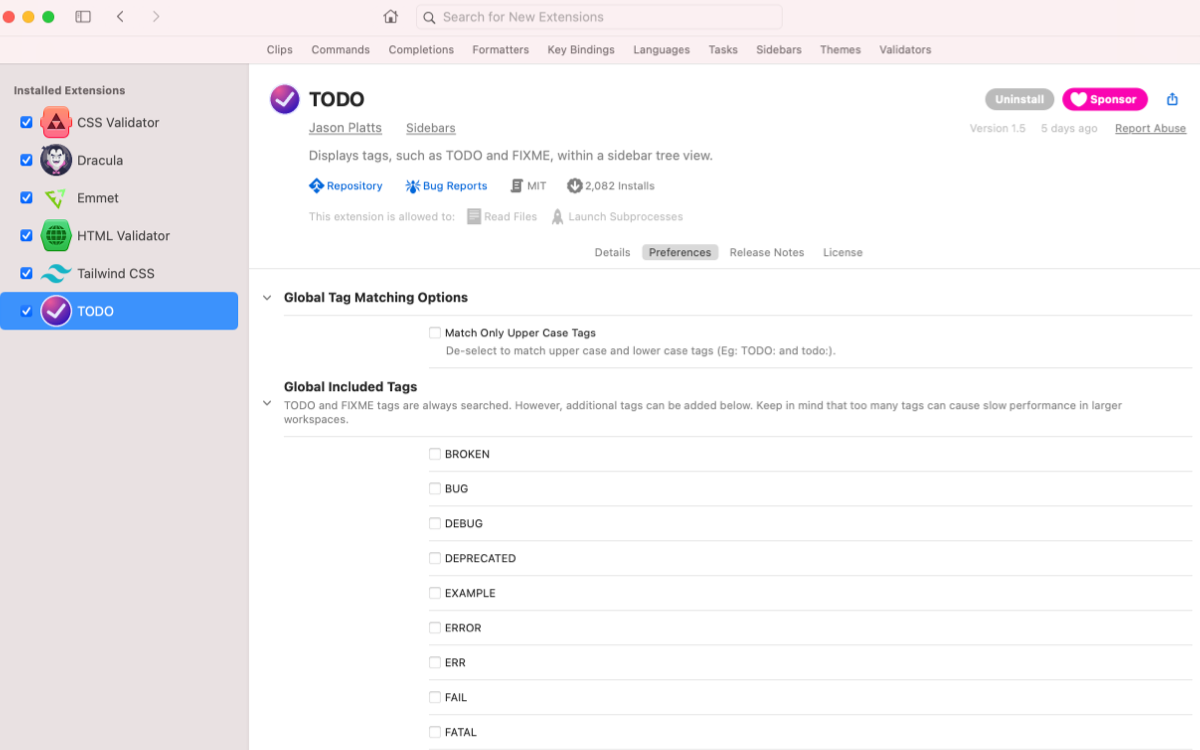 Search for New Extensions
Clips Commands Completions Formatters Key Bindings Languages Tasks Sidebars Themes Validators
Installed Extensions
CSS Validator
Dracula
Emmet
HTML Validator
Tailwind CSS
TODO
TODO
Uninstall Sponsor
Jason Platts Sidebars
Version 1.5 5 days ago Report Abuse
Displays tags, such as TODO and FIXME, within a sidebar tree view.
Repository Bug Reports MIT 2,082 Installs
This extension is allowed to: Read Files Launch Subprocesses
Details Preferences Release Notes License
Global Tag Matching Options
Match Only Upper Case Tags
De-select to match upper case and lower case tags (Eg: TODO: and todo:).
Global Included Tags
TODO and FIXME tags are always searched. However, additional tags can be added below. Keep in mind that too many tags can cause slow performance in larger
workspaces.
BROKEN
BUG
DEBUG
DEPRECATED
EXAMPLE
ERROR
ERR
FAIL
FATAL